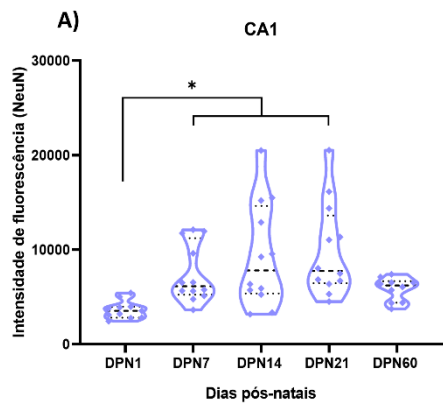 A)
CA1
Intensidade de fluorescência (NeuN)
30000
20000
10000
0
*
DPN1 DPN7 DPN14 DPN21 DPN60
Dias pós-natais